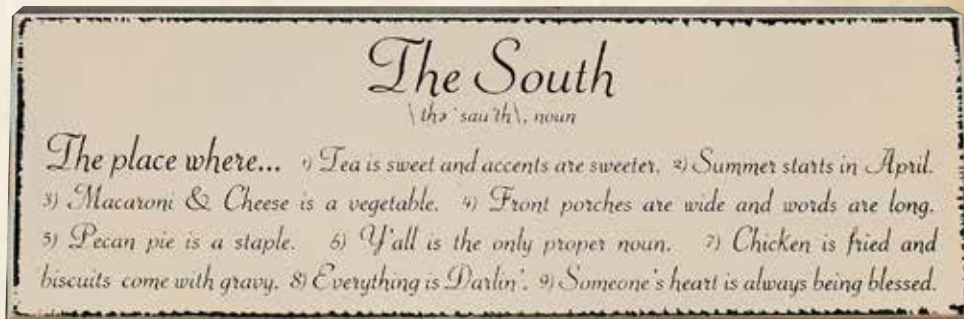 The South
\ thə ˈsau̇th\, noun
The place where... 1) Tea is sweet and accents are sweeter. 2) Summer starts in April.
3) Macaroni & Cheese is a vegetable. 4) Front porches are wide and words are long.
5) Pecan pie is a staple. 6) Y'all is the only proper noun. 7) Chicken is fried and
biscuits come with gravy. 8) Everything is Darlin'. 9) Someone's heart is always being blessed.